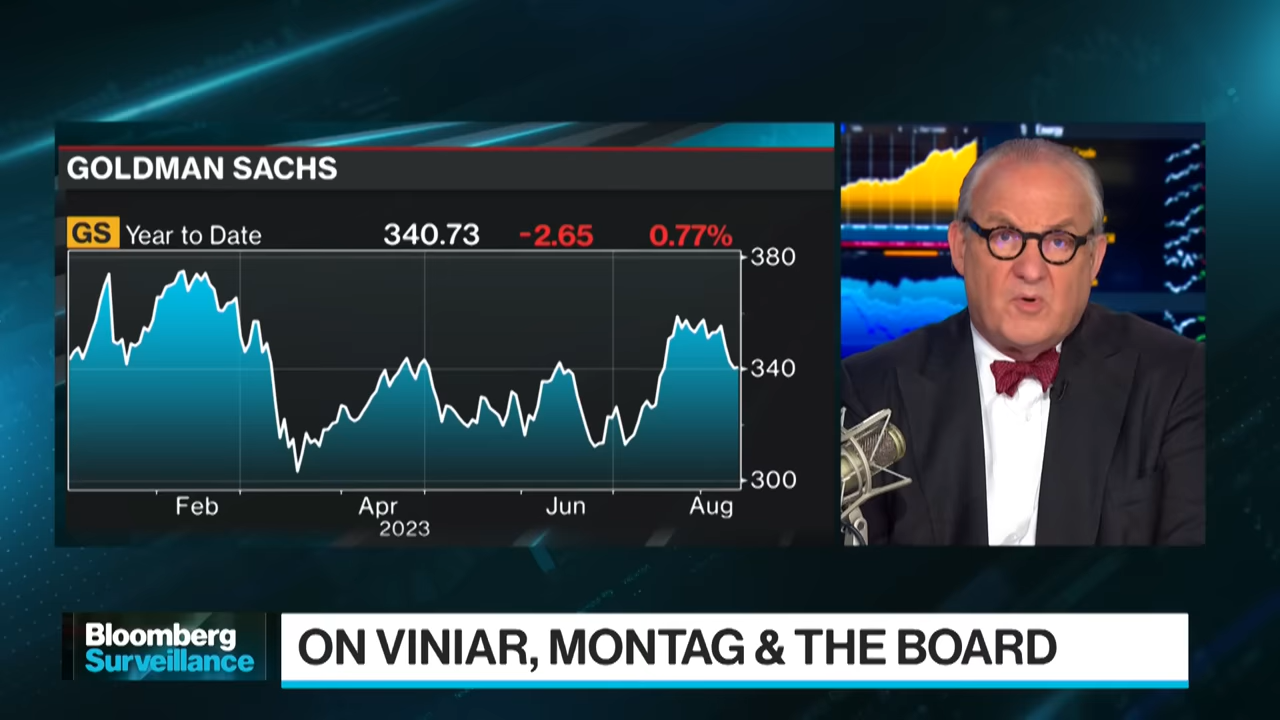 GOLDMAN SACHS
GS Year to Date 340.73 -2.65 0.77%
380
340
300
Feb Apr Jun Aug
2023
Energy
Bloomberg
Surveillance
ON VINIAR, MONTAG & THE BOARD